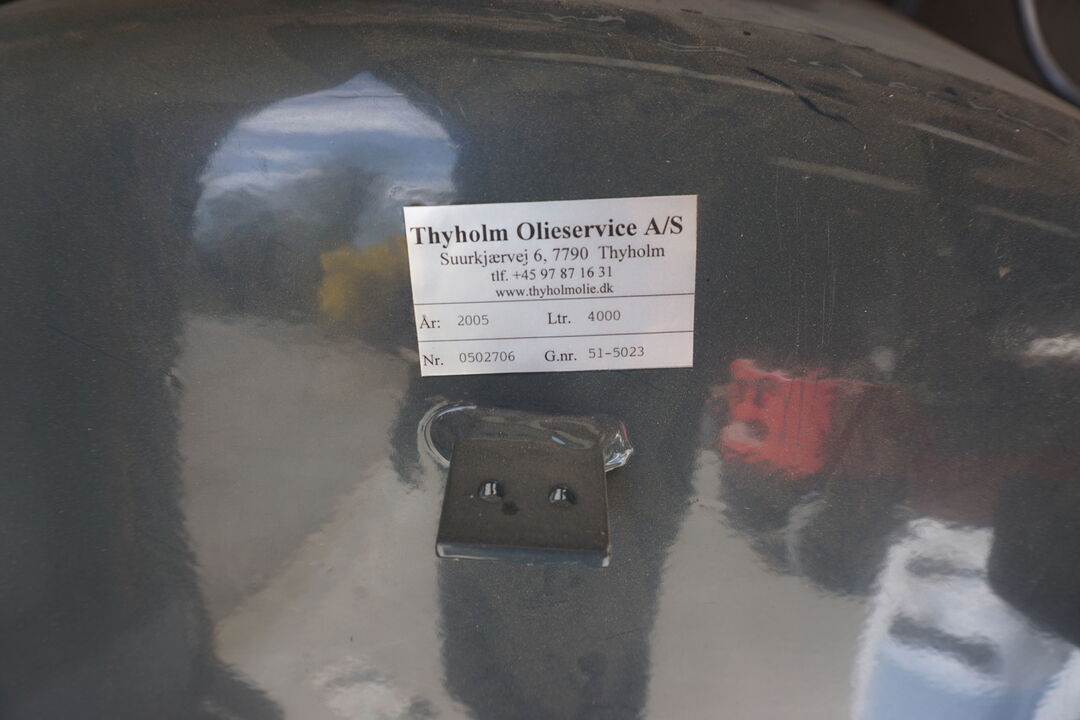 Thyholm Olieservice A/S
Suurkjærvej 6, 7790 Thyholm
tlf. +45 97 87 16 31
www.thyholmolie.dk
År: 2005 Ltr. 4000
Nr. 0502706 G.nr. 51-5023